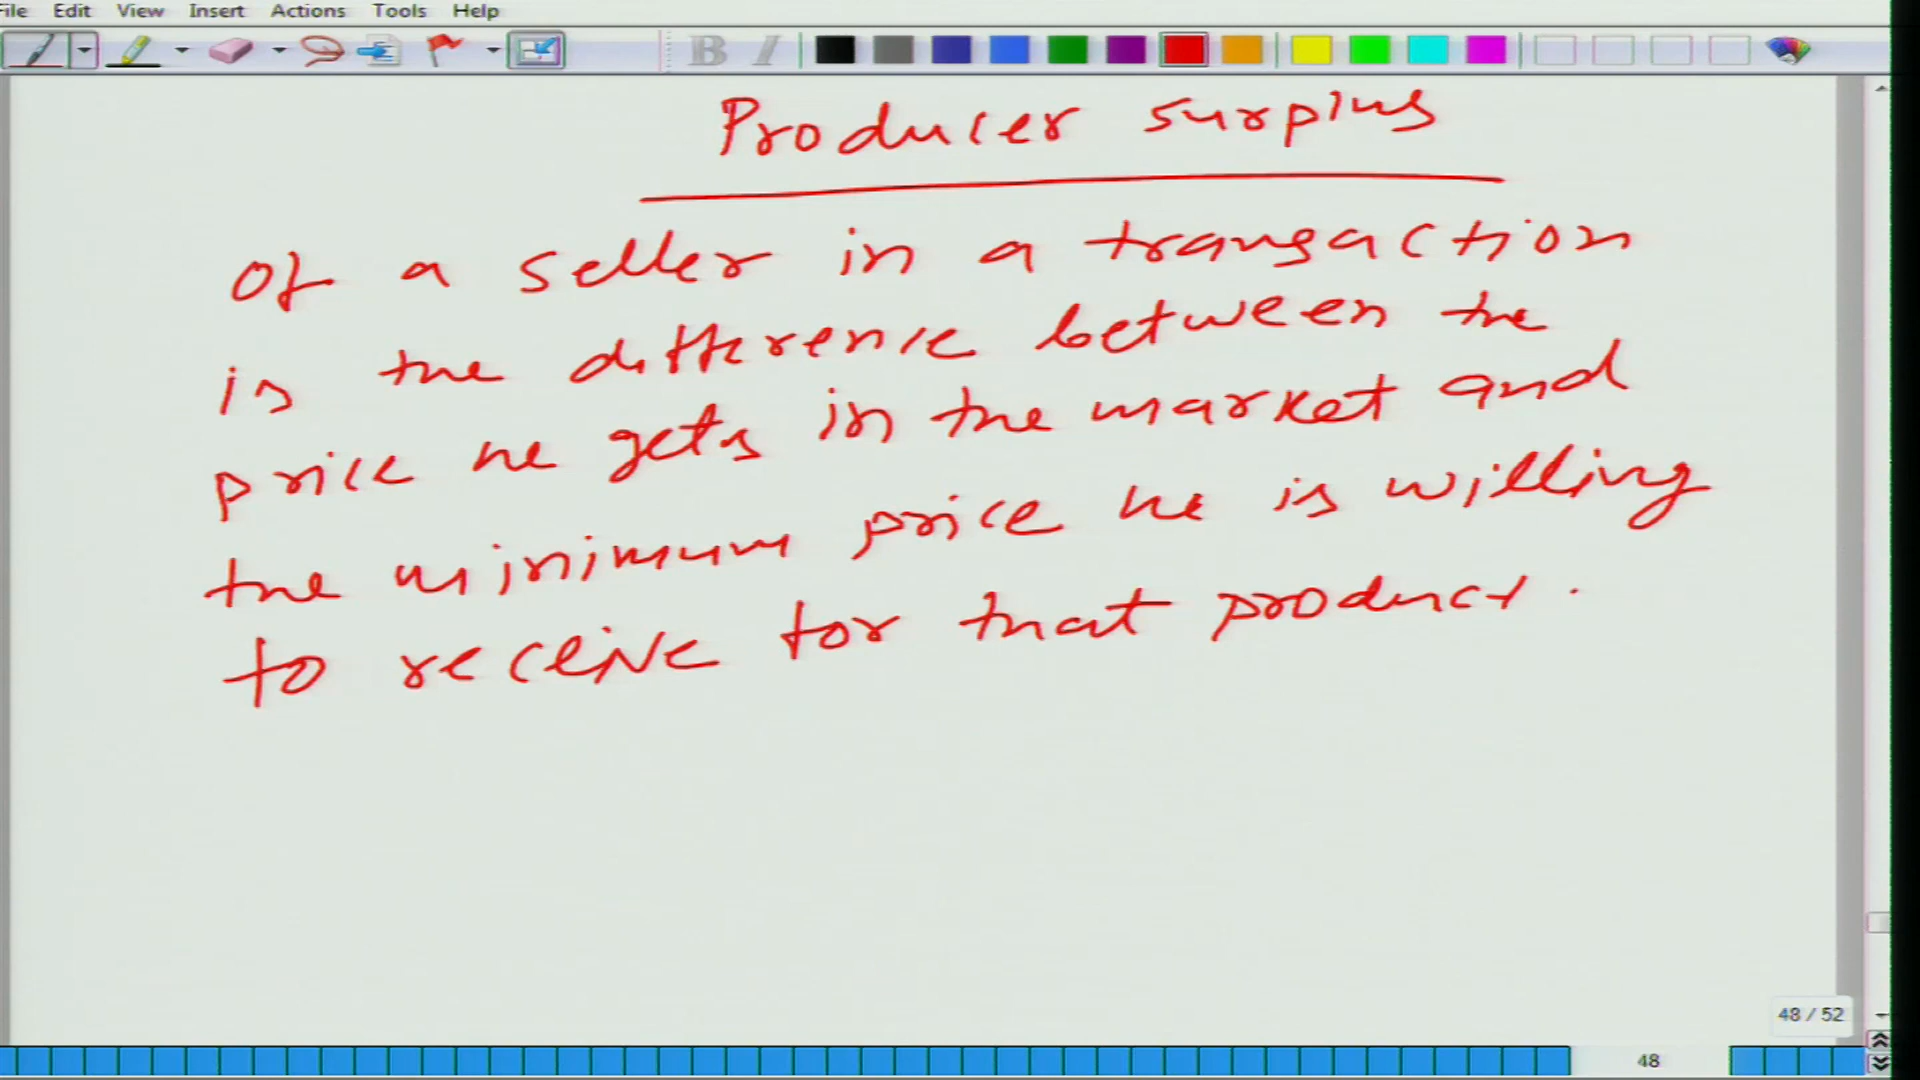 File Edit View Insert Actions Tools Help
B I
Producer surplus
Of a seller in a transaction
is the difference between the
price he gets in the market and
the minimum price he is willing
to receive for that product.
48 / 52
48